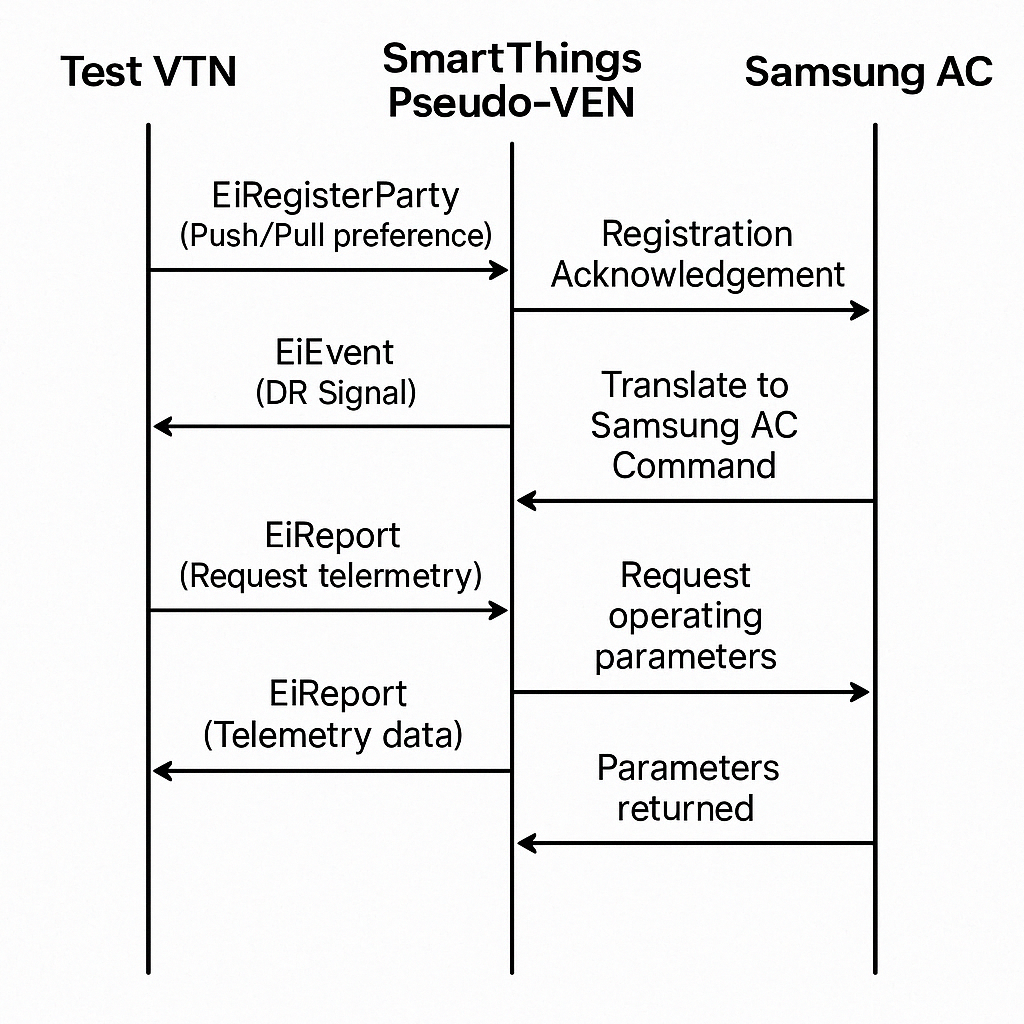 Test VTN
SmartThings
Pseudo-VEN
Samsung AC
EiRegisterParty
(Push/Pull preference)
Registration
Acknowledgement
EiEvent
(DR Signal)
Translate to
Samsung AC
Command
EiReport
(Request telermetry)
Request
operating
parameters
EiReport
(Telemetry data)
Parameters
returned